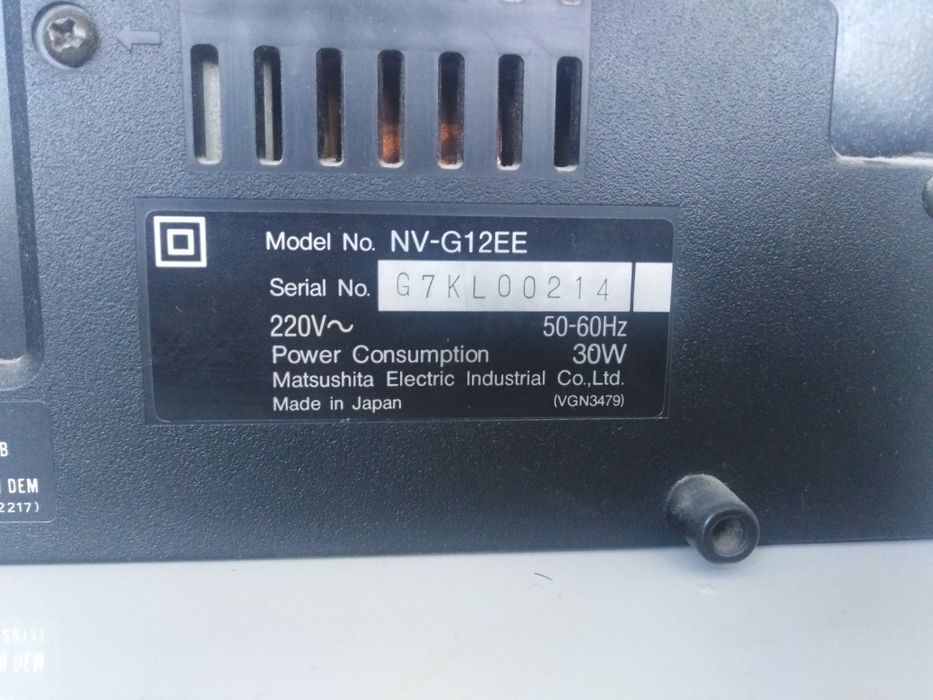 Model No. NV-G12EE
Serial No. G7KL00214
220V~ 50-60Hz
Power Consumption 30W
Matsushita Electric Industrial Co.,Ltd.
Made in Japan (VGN3479)
B
DEM
2217)